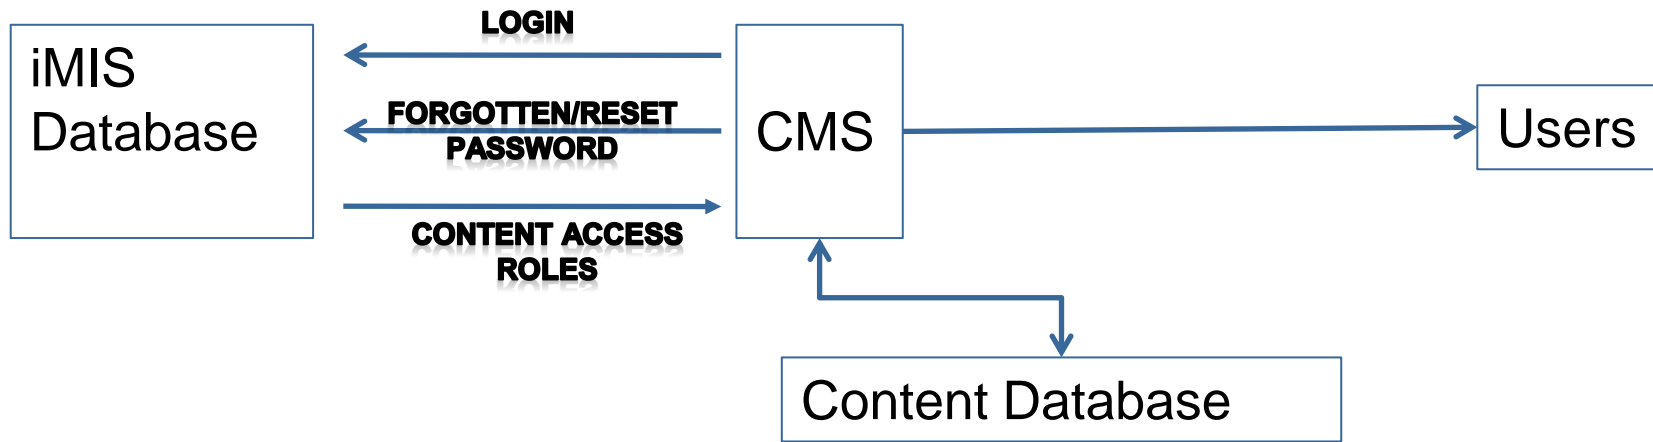 LOGIN
iMIS
Database
FORGOTTEN/RESET
PASSWORD
CONTENT ACCESS
ROLES
CMS
Users
Content Database